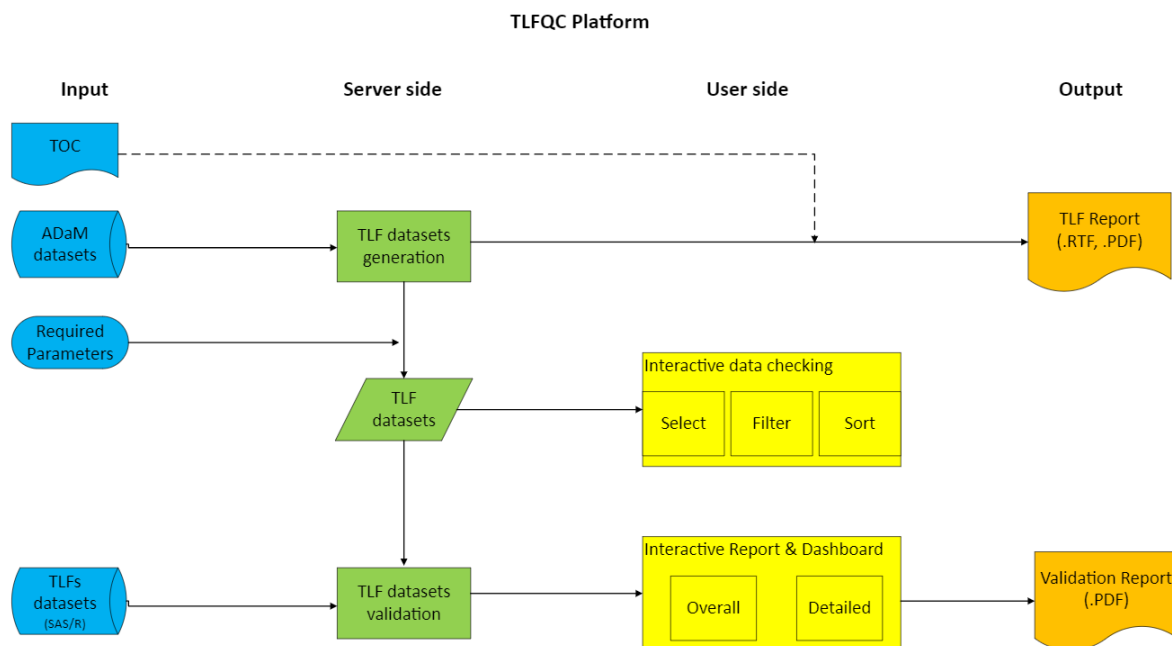 TLFQC Platform
Input
Server side
User side
Output
TOC
ADaM
datasets
TLF datasets
generation
TLF Report
(.RTF, .PDF)
Required
Parameters
TLF
datasets
Interactive data checking
Select
Filter
Sort
TLFs
datasets
(SAS/R)
TLF datasets
validation
Interactive Report & Dashboard
Overall
Detailed
Validation Report
(.PDF)